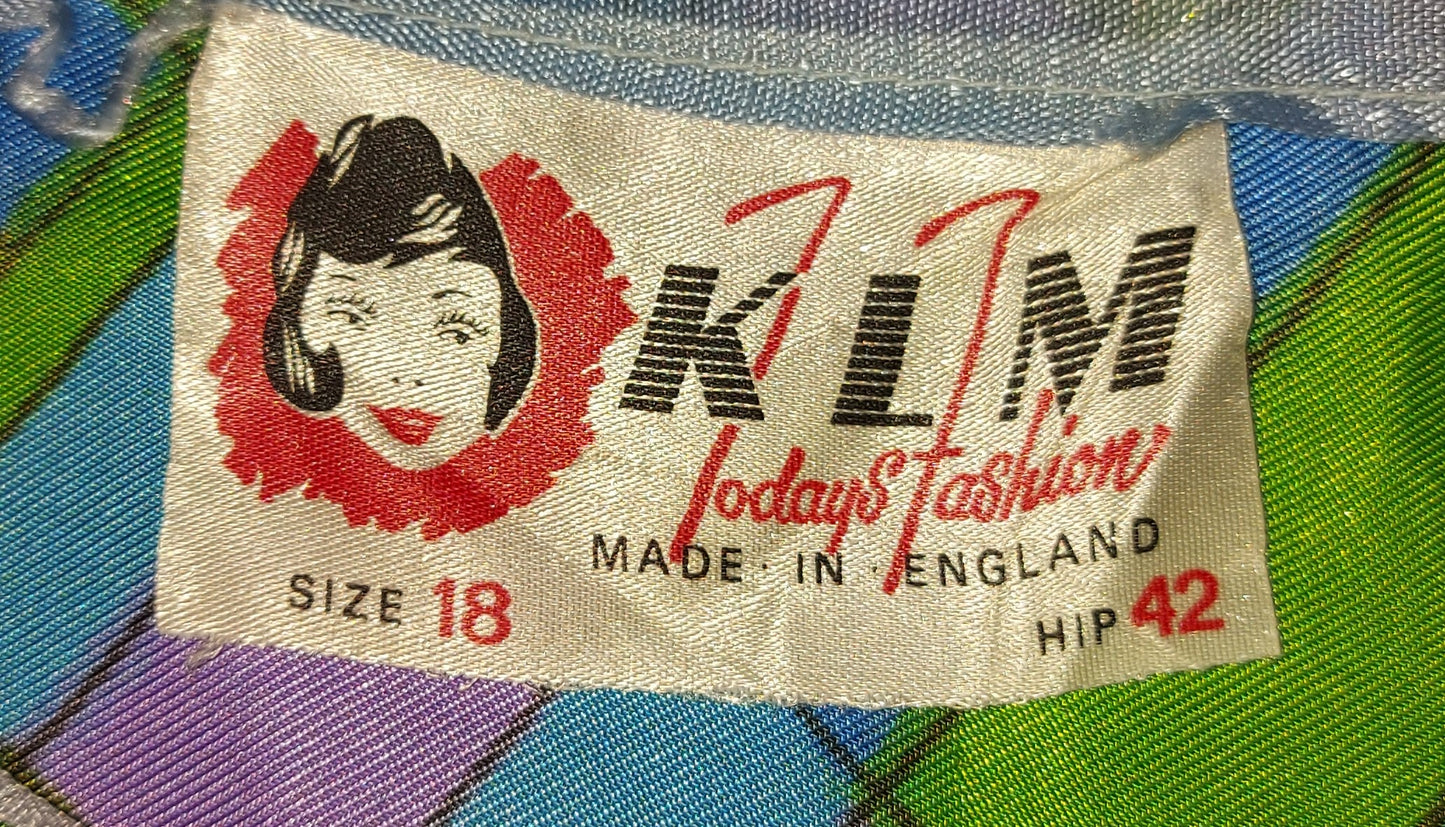 KLM
Todays Fashion
MADE · IN · ENGLAND
SIZE 18
HIP 42